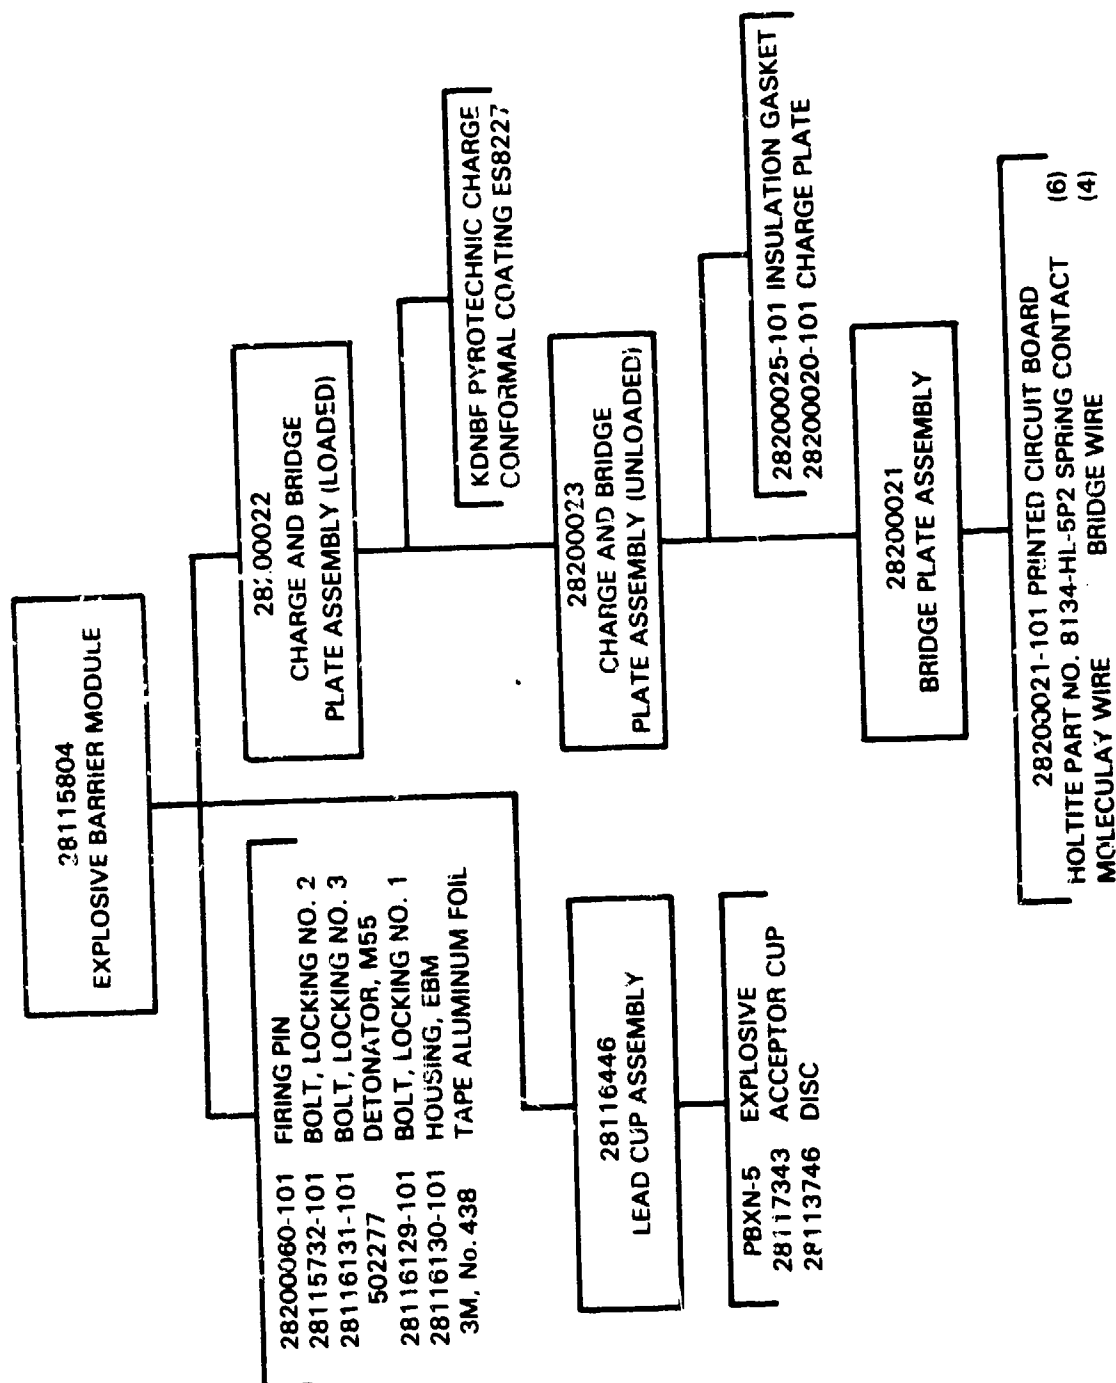 28115804
EXPLOSIVE BARRIER MODULE
28200060-101 FIRING PIN
28115732-101 BOLT, LOCKING NO. 2
28116131-101 BOLT, LOCKING NO. 3
502277 DETONATOR, M55
28116129-101 BOLT, LOCKING NO. 1
28116130-101 HOUSING, EBM
3M, No. 438 TAPE ALUMINUM FOIL
28200022
CHARGE AND BRIDGE
PLATE ASSEMBLY (LOADED)
KDNBF PYROTECHNIC CHARGE
CONFORMAL COATING ES8227
28116446
LEAD CUP ASSEMBLY
PBXN-5 EXPLOSIVE
28117343 ACCEPTOR CUP
28113746 DISC
28200023
CHARGE AND BRIDGE
PLATE ASSEMBLY (UNLOADED)
28200025-101 INSULATION GASKET
28200020-101 CHARGE PLATE
28200021
BRIDGE PLATE ASSEMBLY
28200021-101 PRINTED CIRCUIT BOARD
HOLTITE PART NO. 8134-HL-5P2 SPRING CONTACT (6)
MOLECULAY WIRE BRIDGE WIRE (4)